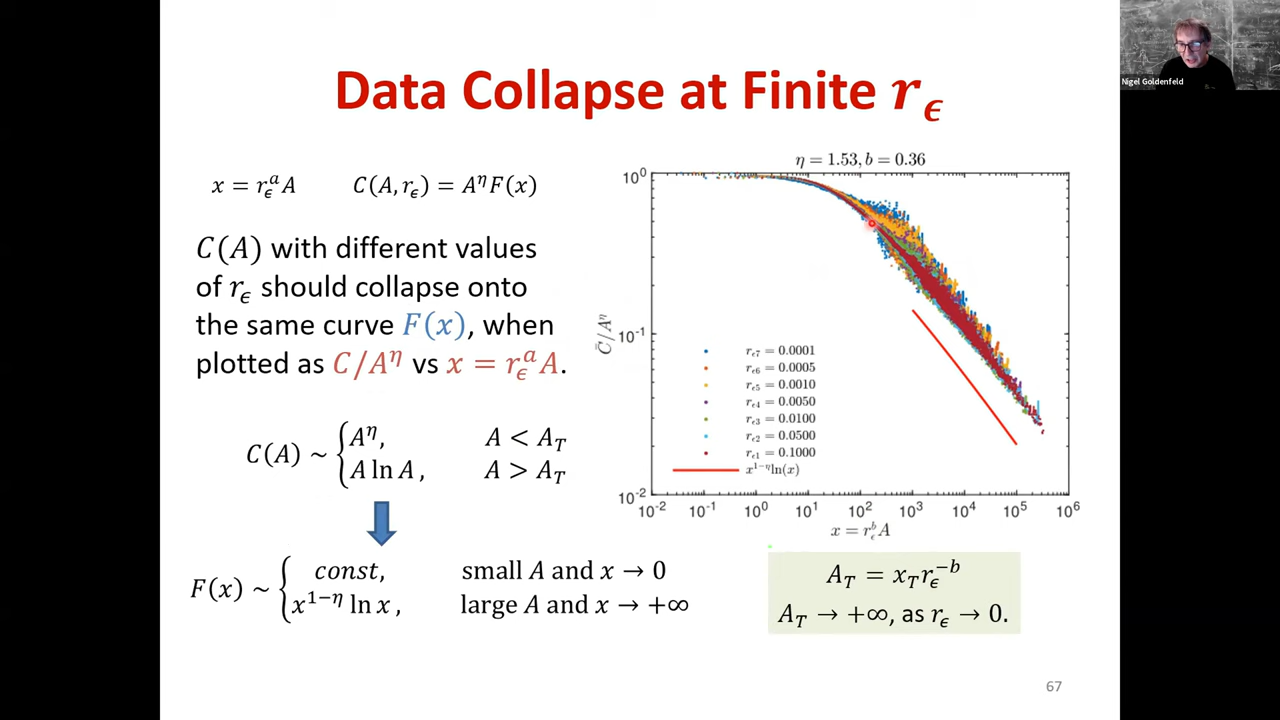 Nigel Goldenfeld
Data Collapse at Finite r_ϵ
x = r_ϵ^a A    C(A, r_ϵ) = A^η F(x)
C(A) with different values
of r_ϵ should collapse onto
the same curve F(x), when
plotted as C/A^η vs x = r_ϵ^a A.
C(A) ~ { A^η,    A < A_T
A ln A,    A > A_T
F(x) ~ { const,    small A and x → 0
x^{1−η} ln x,    large A and x → +∞
η = 1.53, b = 0.36
10^0
10^-1
10^-2
C̄/A^η
r_ϵ7 = 0.0001
r_ϵ6 = 0.0005
r_ϵ5 = 0.0010
r_ϵ4 = 0.0050
r_ϵ3 = 0.0100
r_ϵ2 = 0.0500
r_ϵ1 = 0.1000
x^{1−η}ln(x)
10^-2 10^-1 10^0 10^1 10^2 10^3 10^4 10^5 10^6
x = r_ϵ^b A
A_T = x_T r_ϵ^{−b}
A_T → +∞, as r_ϵ → 0.
67